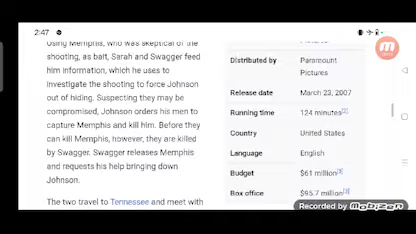 2:47
Using Memphis, who was skeptical of the
shooting, as bait, Sarah and Swagger feed
him information, which he uses to
investigate the shooting to force Johnson
out of hiding. Suspecting they may be
compromised, Johnson orders his men to
capture Memphis and kill him. Before they
can kill Memphis, however, they are killed
by Swagger. Swagger releases Memphis
and requests his help bringing down
Johnson.
The two travel to Tennessee and meet with
Distributed by Paramount
Pictures
Release date March 23, 2007
Running time 124 minutes
Country United States
Language English
Budget $61 million
Box office $95.7 million
Recorded by Mobizen